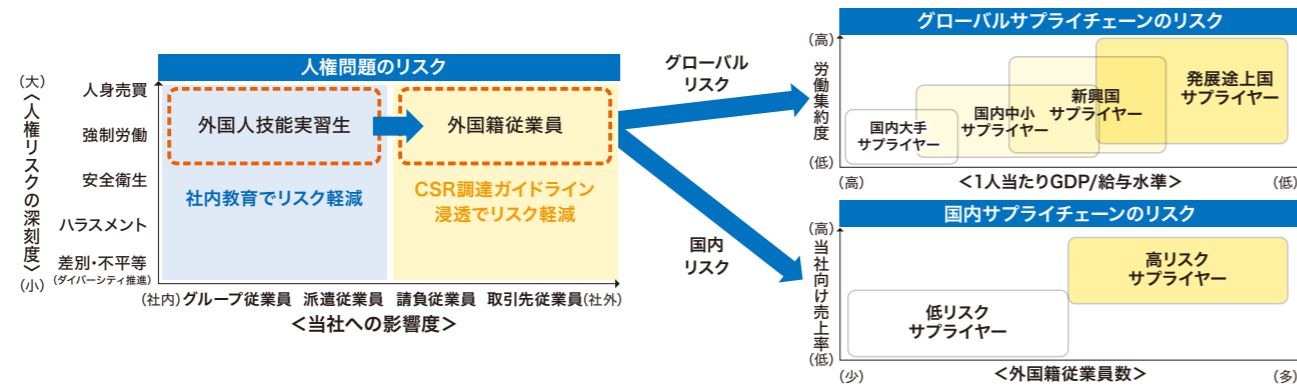 人権問題のリスク
（大）
〈人権リスクの深刻度〉
（小）
人身売買
強制労働
安全衛生
ハラスメント
差別・不平等
（ダイバーシティ推進）
外国人技能実習生
外国籍従業員
社内教育でリスク軽減
CSR調達ガイドライン
浸透でリスク軽減
（社内）グループ従業員 派遣従業員 請負従業員 取引先従業員（社外）
＜当社への影響度＞
グローバル
リスク
国内
リスク
グローバルサプライチェーンのリスク
（高）
労働集約度
（低）
国内大手
サプライヤー
国内中小
サプライヤー
新興国
サプライヤー
発展途上国
サプライヤー
（高）
＜1人当たりGDP/給与水準＞
（低）
国内サプライチェーンのリスク
（高）
当社向け売上率
（低）
低リスク
サプライヤー
高リスク
サプライヤー
（少）
＜外国籍従業員数＞
（多）